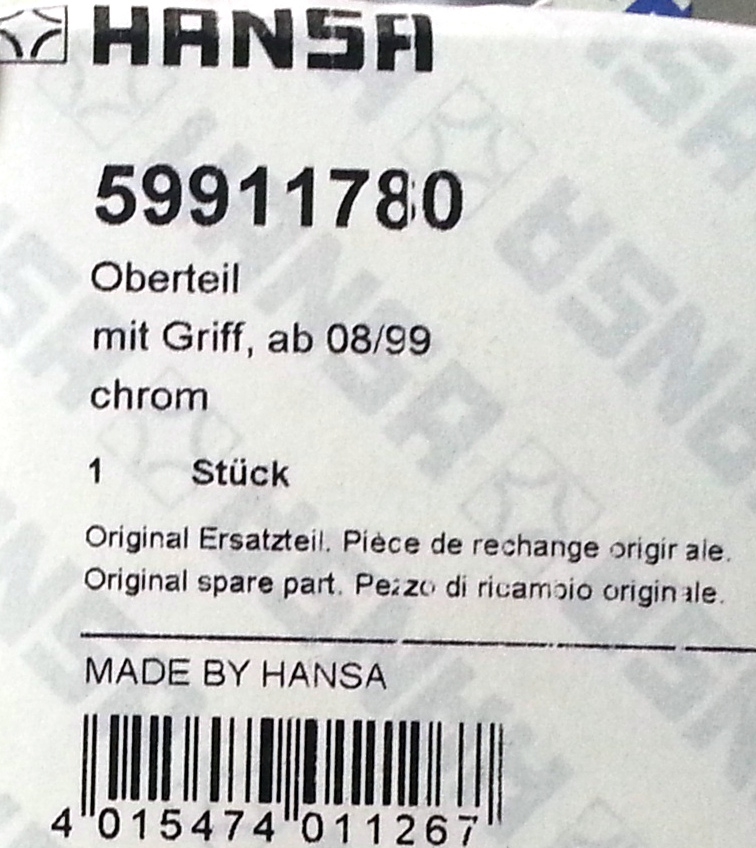 HANSA
59911780
Oberteil
mit Griff, ab 08/99
chrom
1 Stück
Original Ersatzteil. Pièce de rechange originale.
Original spare part. Pezzo di ricambio originale.
MADE BY HANSA
4 015474 011267